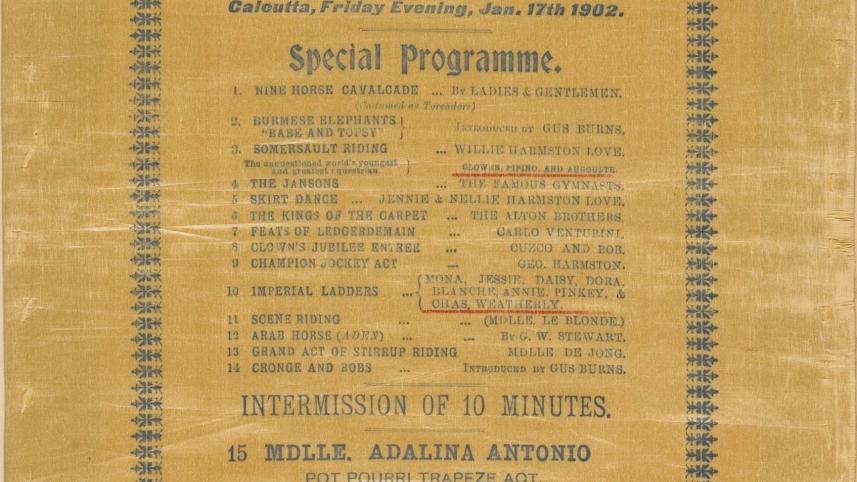 Calcutta, Friday Evening, Jan. 17th 1902.
Special Programme.
1. NINE HORSE CAVALCADE ... By LADIES & GENTLEMEN.
(Costumed as Toreadors)
2. BURMESE ELEPHANTS
"BABE AND TOPSY" } INTRODUCED BY GUS BURNS,
3. SOMERSAULT RIDING ... WILLIE HARMSTON LOVE.
The unquestioned world's youngest
and greatest equestrian } CLOWNS, PIPINO, AND AUGOUSTE.
4 THE JANSONS ... THE FAMOUS GYMNASTS.
5 SKIRT DANCE ... JENNIE & NELLIE HARMSTON LOVE.
6 THE KINGS OF THE CARPET ... THE ALTON BROTHERS.
7 FEATS OF LEDGERDEMAIN ... CARLO VENTURINI.
8 CLOWN'S JUBILEE ENTREE ... CUZCO AND BOB.
9 CHAMPION JOCKEY ACT ... GEO. HARMSTON.
10 IMPERIAL LADDERS ... { MONA, JESSIE, DAISY, DORA,
BLANCHE, ANNIE, PINKEY, &
CHAS, WEATHERLY.
11 SCENE RIDING ... ... (MDLLE. LE BLONDE.)
12 ARAB HORSE (ADEN) ... ... By G. W. STEWART.
13 GRAND ACT OF STIRRUP RIDING MDLLE. DE JONG.
14 CRONGE AND BOBS ... INTRODUCED BY GUS BURNS.
INTERMISSION OF 10 MINUTES.
15 MDLLE. ADALINA ANTONIO
POT POURRI TRAPEZE ACT.